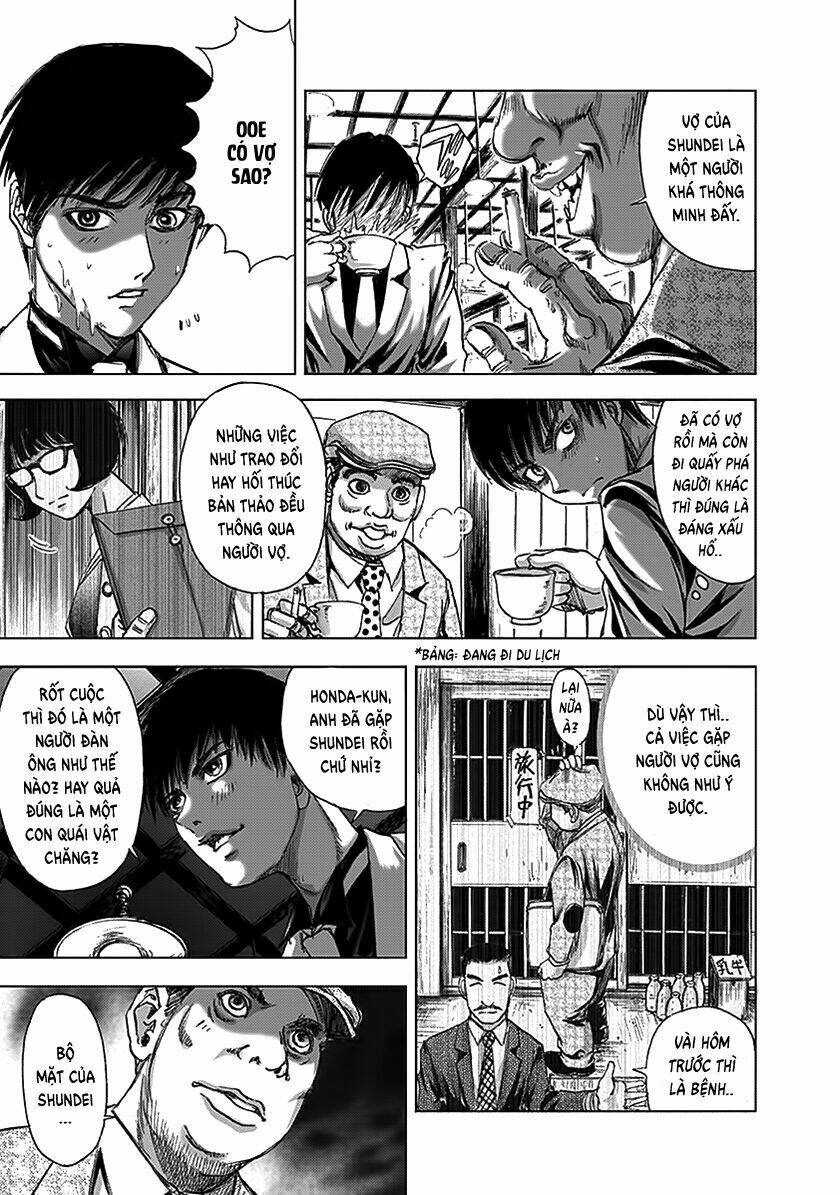 VỢ CỦA
SHUNDEI LÀ
MỘT NGƯỜI
KHÁ THÔNG
MINH ĐẤY.
OOE
CÓ VỢ
SAO?
ĐÃ CÓ VỢ
RỒI MÀ CÒN
ĐI QUẤY PHÁ
NGƯỜI KHÁC
THÌ ĐÚNG LÀ
ĐÁNG XẤU
HỔ..
NHỮNG VIỆC
NHƯ TRAO ĐỔI
HAY HỐI THÚC
BẢN THẢO ĐỀU
THÔNG QUA
NGƯỜI VỢ.
*BẢNG: ĐANG ĐI DU LỊCH
DÙ VẬY THÌ..
CẢ VIỆC GẶP
NGƯỜI VỢ CŨNG
KHÔNG NHƯ Ý
ĐƯỢC.
LẠI
NỮA
À?
旅行中
乳牛
VÀI HÔM
TRƯỚC THÌ
LÀ BỆNH..
HONDA-KUN,
ANH ĐÃ GẶP
SHUNDEI RỒI
CHỨ NHỈ?
RỐT CUỘC
THÌ ĐÓ LÀ MỘT
NGƯỜI ĐÀN
ÔNG NHƯ THẾ
NÀO? HAY QUẢ
ĐÚNG LÀ MỘT
CON QUÁI VẬT
CHĂNG?
BỘ
MẶT CỦA
SHUNDEI
...